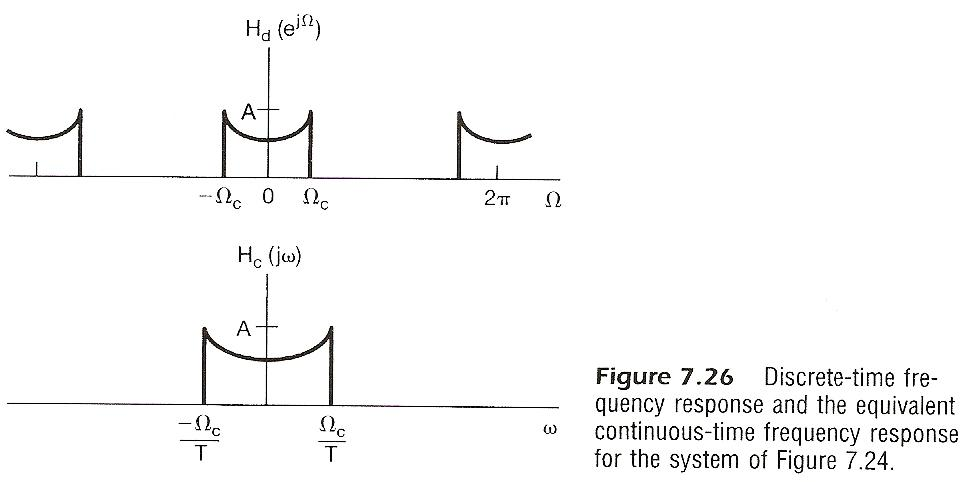 H_d (e^{jΩ})
A
−Ω_c 0 Ω_c 2π Ω
H_c (jω)
A
−Ω_c/T Ω_c/T ω
Figure 7.26 Discrete-time fre-
quency response and the equivalent
continuous-time frequency response
for the system of Figure 7.24.